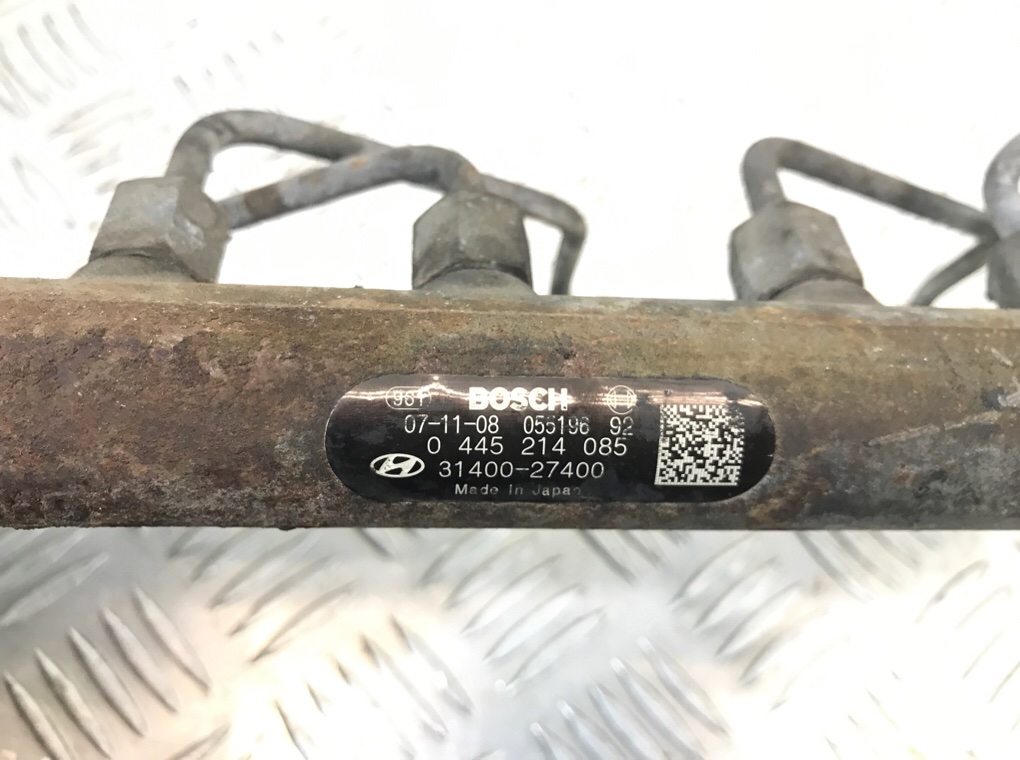 961 BOSCH
07-11-08 055196 92
0 445 214 085
31400-27400
Made in Japan